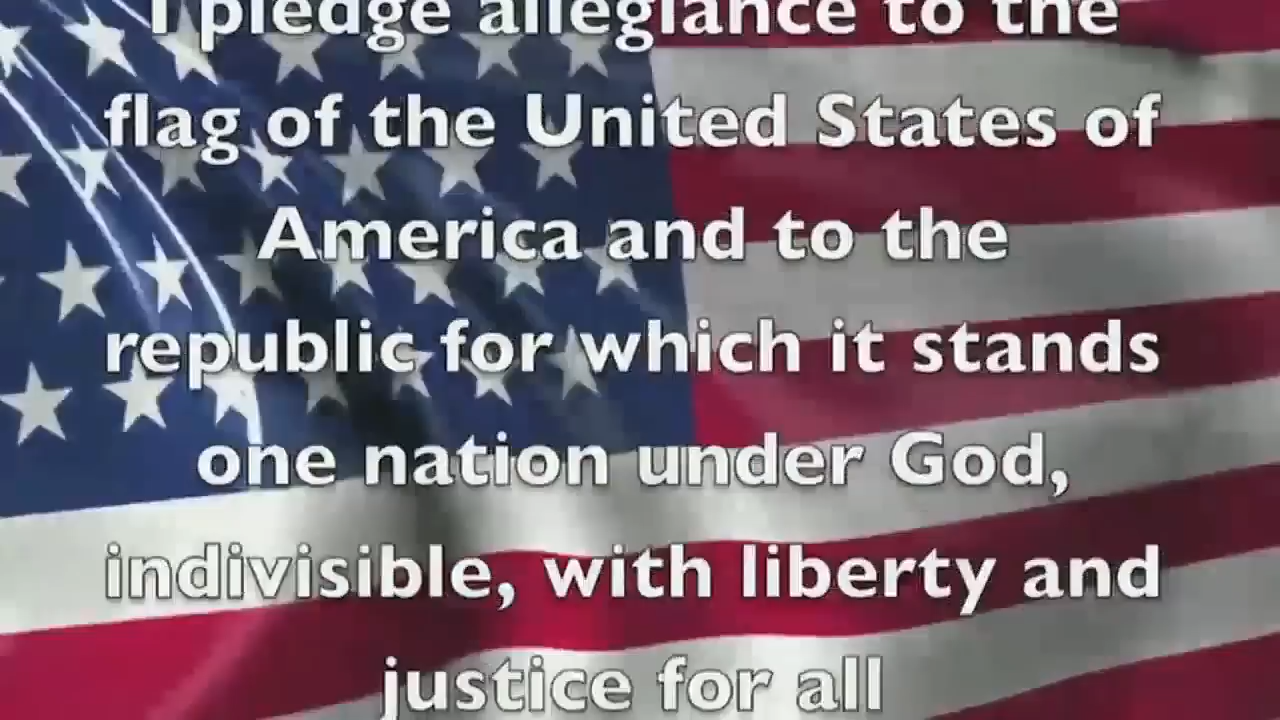 I pledge allegiance to the
flag of the United States of
America and to the
republic for which it stands
one nation under God,
indivisible, with liberty and
justice for all